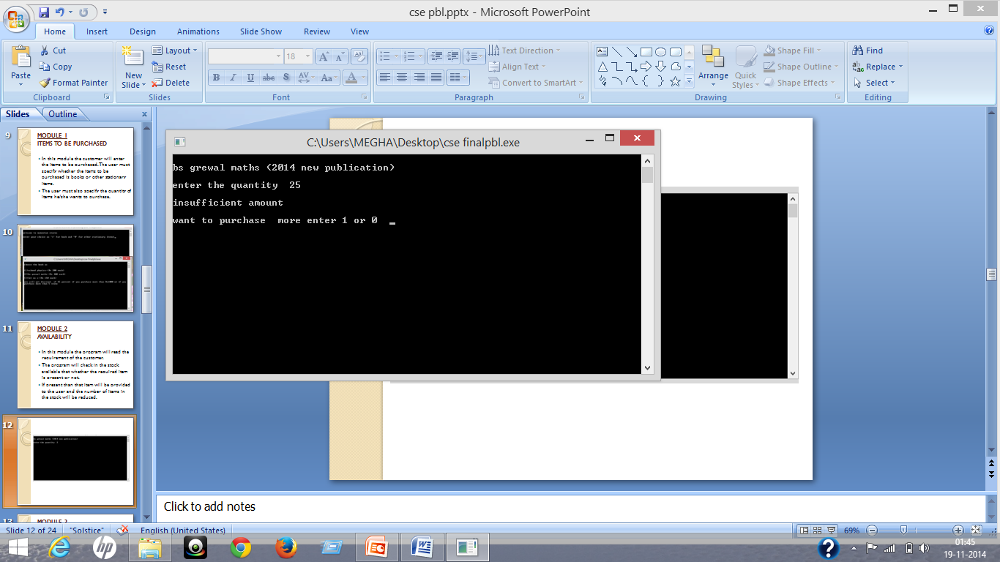 cse pbl.pptx - Microsoft PowerPoint
Home Insert Design Animations Slide Show Review View
Paste
Cut
Copy
Format Painter
Clipboard
New Slide
Layout
Reset
Delete
Slides
18
B I U abc S AV Aa A
Font
Text Direction
Align Text
Convert to SmartArt
Paragraph
Arrange
Quick Styles
Shape Fill
Shape Outline
Shape Effects
Drawing
Find
Replace
Select
Editing
Slides Outline x
9
MODULE 1
ITEMS TO BE PURCHASED
In this module the customer will enter
the items to be purchased. The user must
specify whether the items to be
purchased is books or other stationary
items.
The user must also specify the quantity of
items he/she wants to purchase.
10
11
MODULE 2
AVAILABILITY
In this module the program will read the
requirement of the customer.
The program will check in the stock
available that whether the required item
is present or not.
If present than that item will be provided
to the user and the number of items in
the stock will be reduced.
12
13
C:\Users\MEGHA\Desktop\cse finalpbl.exe
bs grewal maths (2014 new publication)
enter the quantity 25
insufficient amount
want to purchase more enter 1 or 0 _
Click to add notes
Slide 12 of 24 "Solstice" English (United States) 69%
01:45
19-11-2014